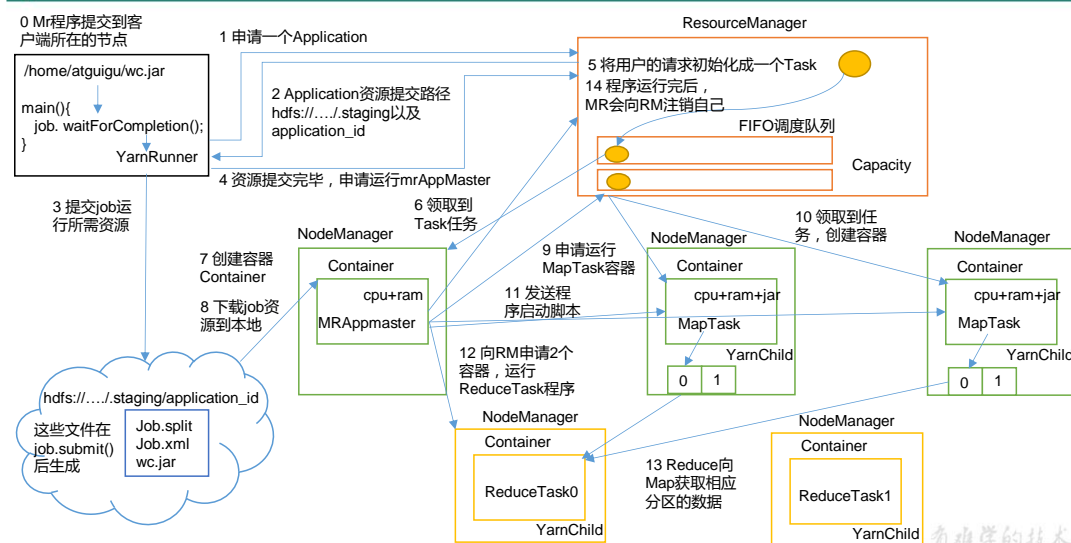 0 Mr程序提交到客
户端所在的节点
/home/atguigu/wc.jar
main(){
job. waitForCompletion();
}
YarnRunner
1 申请一个Application
2 Application资源提交路径
hdfs://…./.staging以及
application_id
4 资源提交完毕，申请运行mrAppMaster
ResourceManager
5 将用户的请求初始化成一个Task
14 程序运行完后，
MR会向RM注销自己
FIFO调度队列
Capacity
3 提交job运
行所需资源
6 领取到
Task任务
7 创建容器
Container
8 下载job资
源到本地
NodeManager
Container
cpu+ram
MRAppmaster
9 申请运行
MapTask容器
10 领取到任
务，创建容器
11 发送程
序启动脚本
NodeManager
Container
cpu+ram+jar
MapTask
YarnChild
0 1
NodeManager
Container
cpu+ram+jar
MapTask
YarnChild
0 1
12 向RM申请2个
容器，运行
ReduceTask程序
hdfs://…./.staging/application_id
这些文件在
job.submit()
后生成
Job.split
Job.xml
wc.jar
NodeManager
Container
ReduceTask0
YarnChild
13 Reduce向
Map获取相应
分区的数据
NodeManager
Container
ReduceTask1
YarnChild